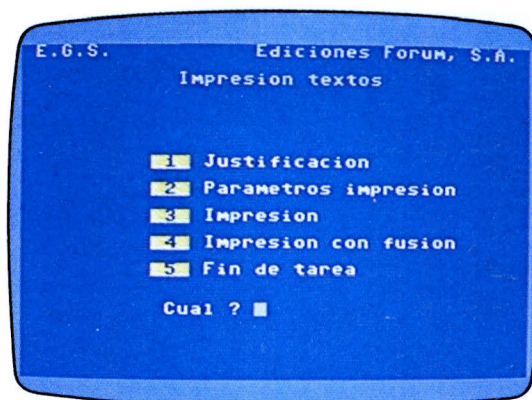 E.G.S. Ediciones Forum, S.A.
Impresion textos
1 Justificacion
2 Parametros impresion
3 Impresion
4 Impresion con fusion
5 Fin de tarea
Cual ?